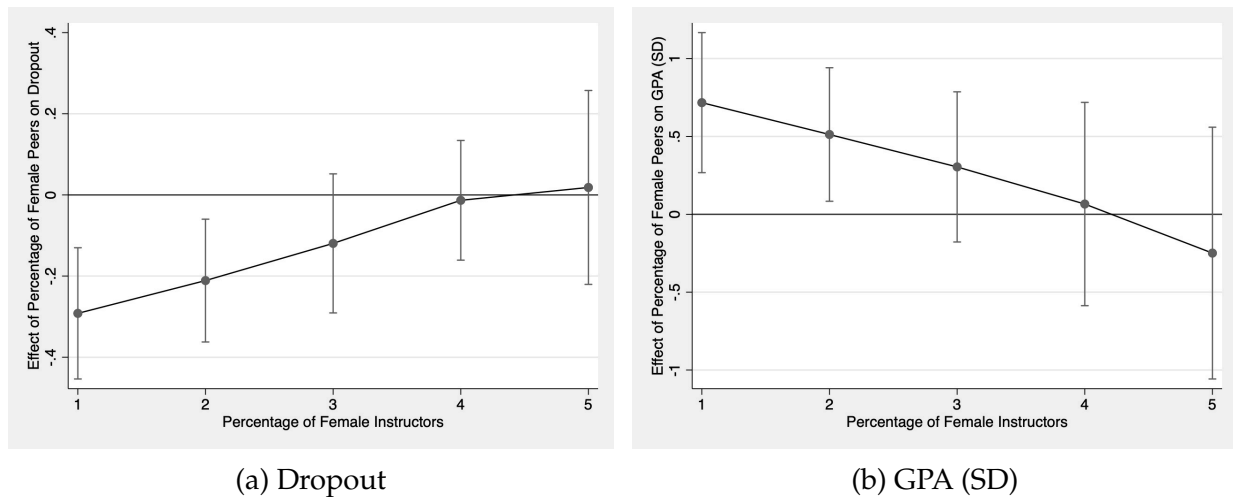 Effect of Percentage of Female Peers on Dropout
.4
.2
0
-.2
-.4
1 2 3 4 5
Percentage of Female Instructors
(a) Dropout
Effect of Percentage of Female Peers on GPA (SD)
1
.5
0
-.5
-1
1 2 3 4 5
Percentage of Female Instructors
(b) GPA (SD)